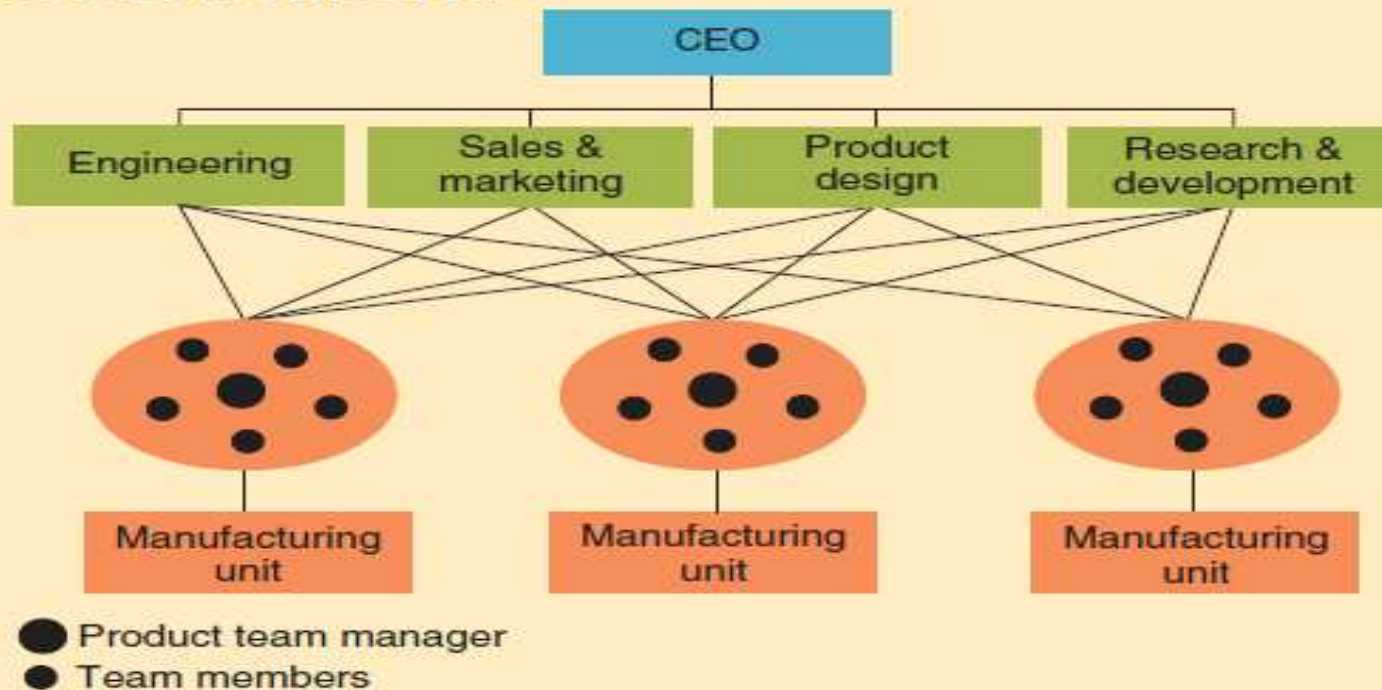 CEO
Engineering
Sales &
marketing
Product
design
Research &
development
Manufacturing
unit
Manufacturing
unit
Manufacturing
unit
Product team manager
Team members